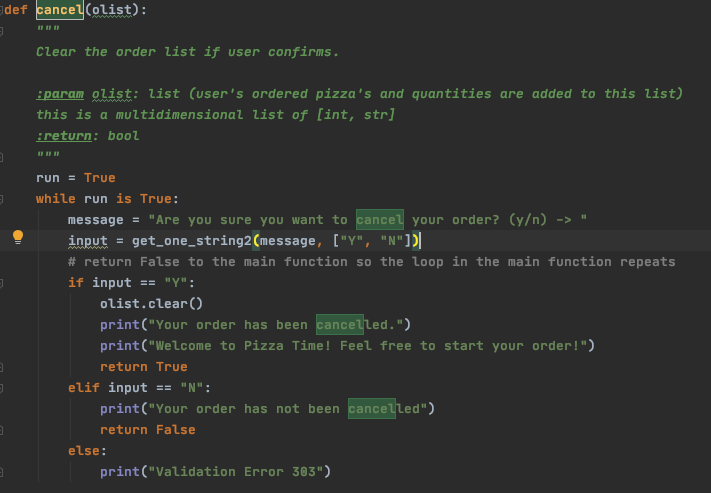 def cancel(olist):
    """
    Clear the order list if user confirms.

    :param olist: list (user's ordered pizza's and quantities are added to this list)
    this is a multidimensional list of [int, str]
    :return: bool
    """
    run = True
    while run is True:
        message = "Are you sure you want to cancel your order? (y/n) -> "
        input = get_one_string2(message, ["Y", "N"])
        # return False to the main function so the loop in the main function repeats
        if input == "Y":
            olist.clear()
            print("Your order has been cancelled.")
            print("Welcome to Pizza Time! Feel free to start your order!")
            return True
        elif input == "N":
            print("Your order has not been cancelled")
            return False
        else:
            print("Validation Error 303")